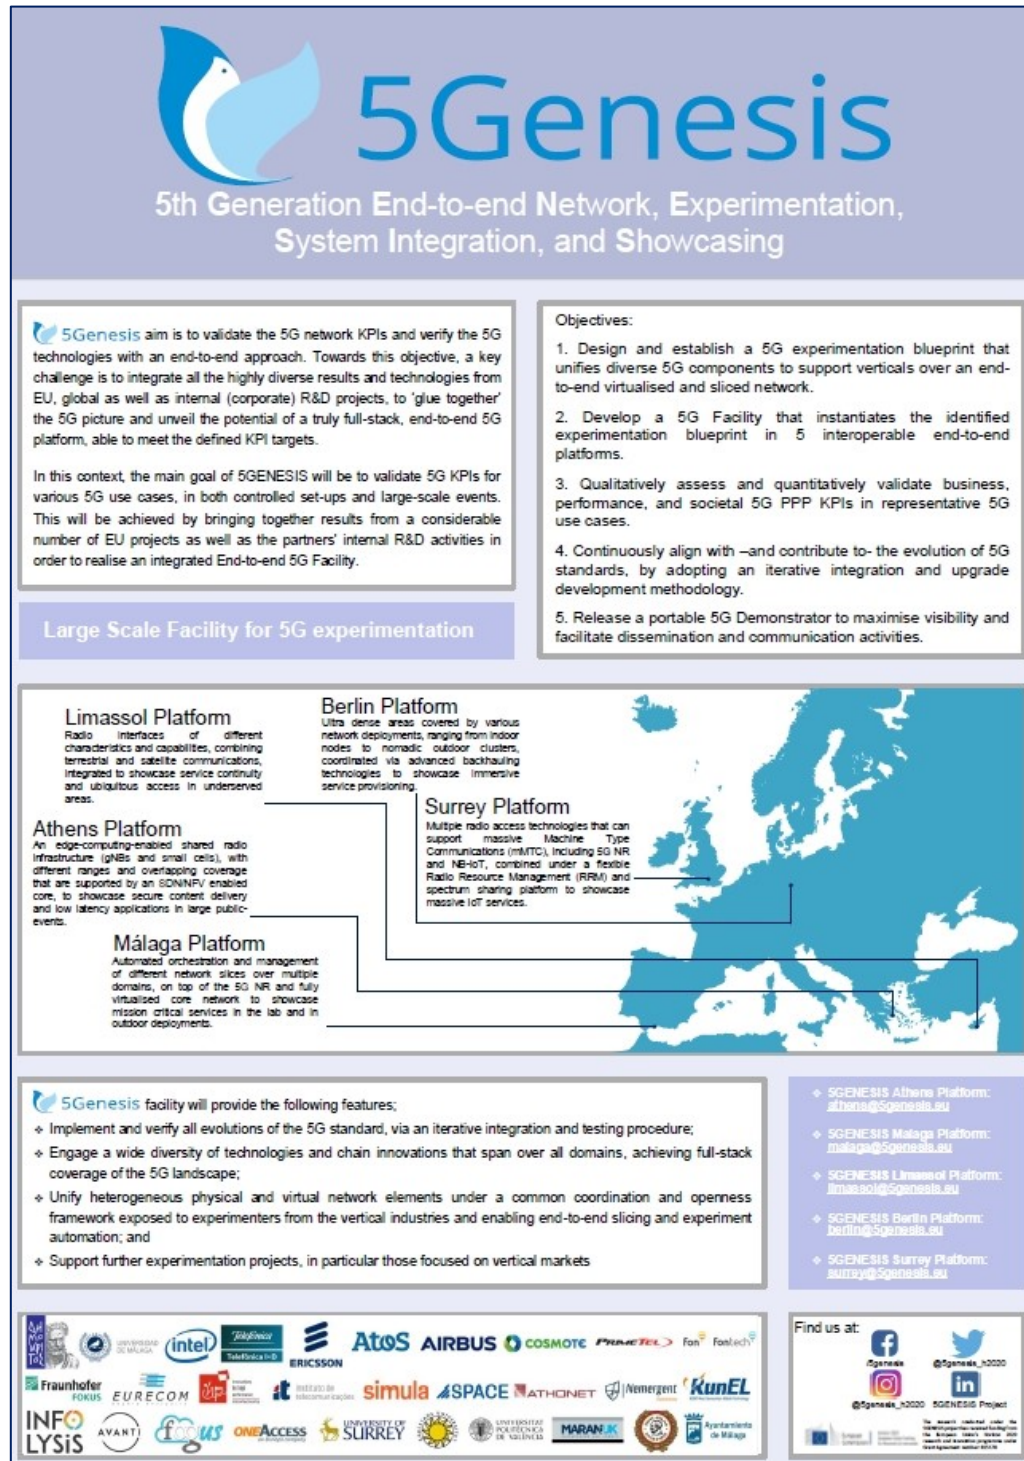 5Genesis
5th Generation End-to-end Network, Experimentation,
System Integration, and Showcasing
5Genesis aim is to validate the 5G network KPIs and verify the 5G
technologies with an end-to-end approach. Towards this objective, a key
challenge is to integrate all the highly diverse results and technologies from
EU, global as well as internal (corporate) R&D projects, to 'glue together'
the 5G picture and unveil the potential of a truly full-stack, end-to-end 5G
platform, able to meet the defined KPI targets.
In this context, the main goal of 5GENESIS will be to validate 5G KPIs for
various 5G use cases, in both controlled set-ups and large-scale events.
This will be achieved by bringing together results from a considerable
number of EU projects as well as the partners' internal R&D activities in
order to realise an integrated End-to-end 5G Facility.
Large Scale Facility for 5G experimentation
Objectives:
1. Design and establish a 5G experimentation blueprint that
unifies diverse 5G components to support verticals over an end-
to-end virtualised and sliced network.
2. Develop a 5G Facility that instantiates the identified
experimentation blueprint in 5 interoperable end-to-end
platforms.
3. Qualitatively assess and quantitatively validate business,
performance, and societal 5G PPP KPIs in representative 5G
use cases.
4. Continuously align with –and contribute to- the evolution of 5G
standards, by adopting an iterative integration and upgrade
development methodology.
5. Release a portable 5G Demonstrator to maximise visibility and
facilitate dissemination and communication activities.
Limassol Platform
Radio interfaces of different
characteristics and capabilities, combining
terrestrial and satellite communications,
integrated to showcase service continuity
and ubiquitous access in underserved
areas.
Berlin Platform
Ultra dense areas covered by various
network deployments, ranging from indoor
nodes to nomadic outdoor clusters,
coordinated via advanced backhauling
technologies to showcase immersive
service provisioning.
Surrey Platform
Multiple radio access technologies that can
support massive Machine Type
Communications (mMTC), including 5G NR
and NB-IoT, combined under a flexible
Radio Resource Management (RRM) and
spectrum sharing platform to showcase
massive IoT services.
Athens Platform
An edge-computing-enabled shared radio
infrastructure (gNBs and small cells), with
different ranges and overlapping coverage
that are supported by an SDN/NFV enabled
core, to showcase secure content delivery
and low latency applications in large public-
events.
Málaga Platform
Automated orchestration and management
of different network slices over multiple
domains, on top of the 5G NR and fully
virtualised core network to showcase
mission critical services in the lab and in
outdoor deployments.
5Genesis facility will provide the following features;
❖ Implement and verify all evolutions of the 5G standard, via an iterative integration and testing procedure;
❖ Engage a wide diversity of technologies and chain innovations that span over all domains, achieving full-stack
coverage of the 5G landscape;
❖ Unify heterogeneous physical and virtual network elements under a common coordination and openness
framework exposed to experimenters from the vertical industries and enabling end-to-end slicing and experiment
automation; and
❖ Support further experimentation projects, in particular those focused on vertical markets
❖ 5GENESIS Athens Platform:
athens@5genesis.eu
❖ 5GENESIS Malaga Platform:
malaga@5genesis.eu
❖ 5GENESIS Limassol Platform:
limassol@5genesis.eu
❖ 5GENESIS Berlin Platform:
berlin@5genesis.eu
❖ 5GENESIS Surrey Platform:
surrey@5genesis.eu
UNIVERSIDAD
DE MÁLAGA
intel
Telefónica
Telefónica I+D
ERICSSON
Atos
AIRBUS
COSMOTE
PRIMETEL
Fon
Fontech
Fraunhofer
FOKUS
EURECOM
instituto de
telecomunicações
simula
SPACE
ATHONET
Nemergent
RunEL
INFO
LYSiS
AVANTI
fogus
ONEACCESS
UNIVERSITY OF
SURREY
UNIVERSITAT
POLITÈCNICA
DE VALÈNCIA
MARAN UK
Ayuntamiento
de Málaga
Find us at:
/5genesis
@5genesis_h2020
@5genesis_h2020
5GENESIS Project